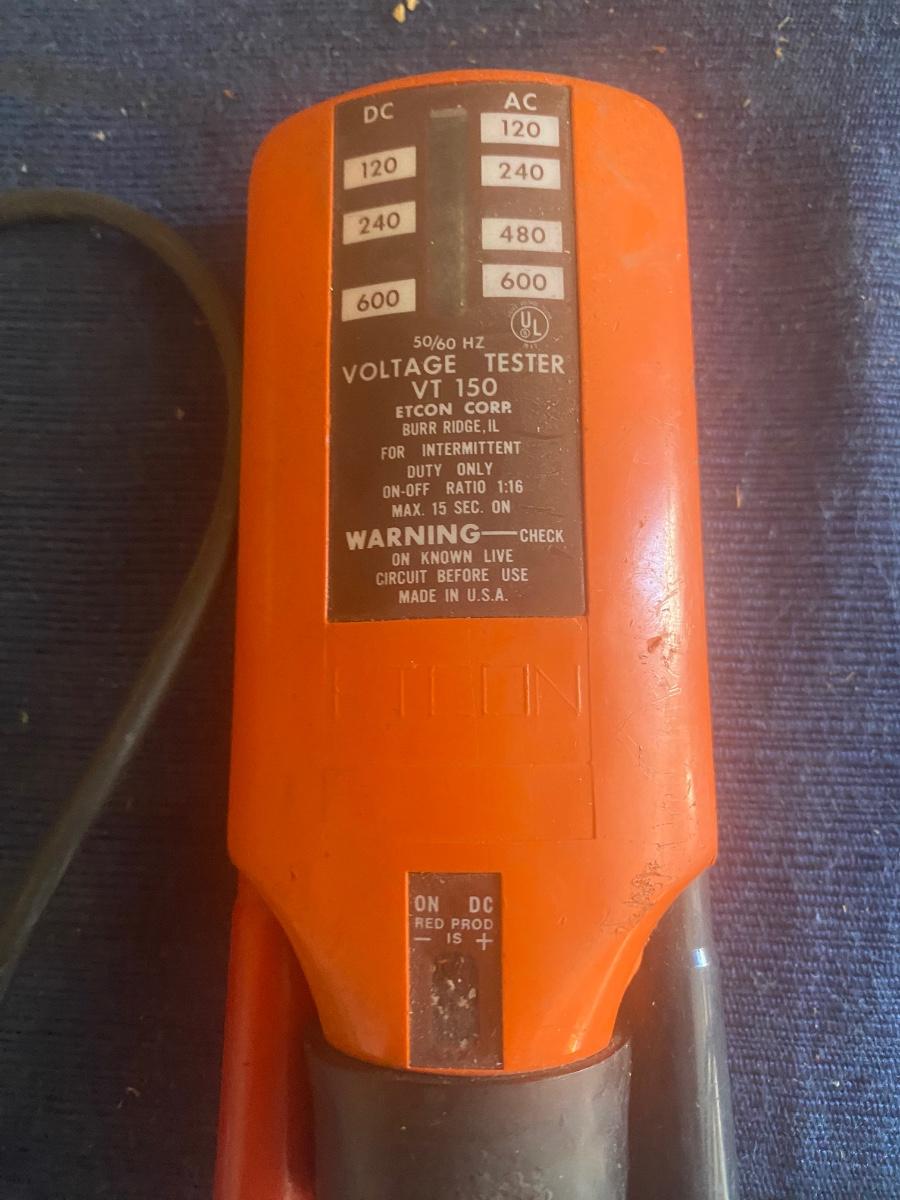 DC AC
120
120
240
240
480
600
600
UL
50/60 HZ
VOLTAGE TESTER
VT 150
ETCON CORP.
BURR RIDGE, IL
FOR INTERMITTENT
DUTY ONLY
ON-OFF RATIO 1:16
MAX. 15 SEC. ON
WARNING—CHECK
ON KNOWN LIVE
CIRCUIT BEFORE USE
MADE IN U.S.A.
ETCON
ON DC
RED PROD
– IS +